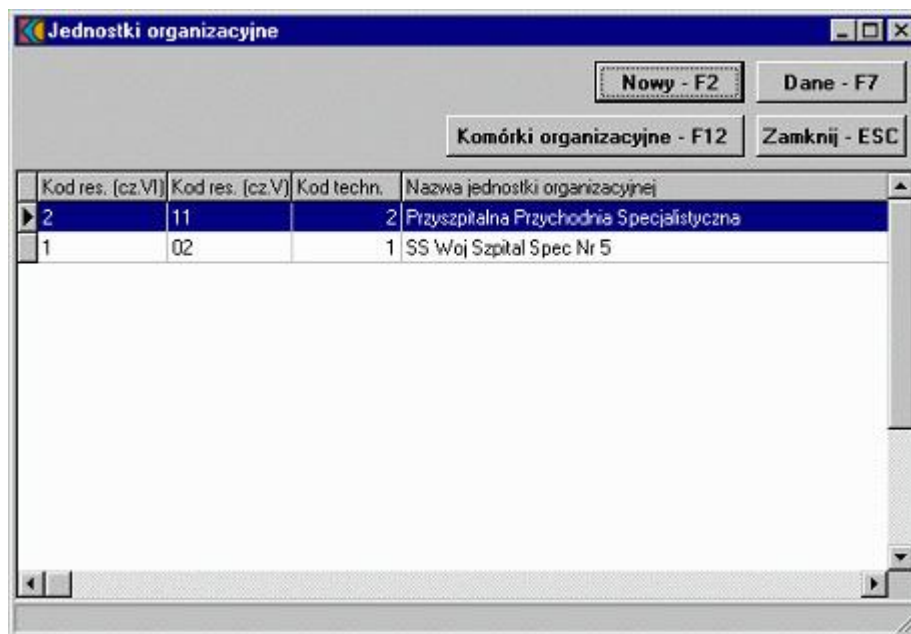 Jednostki organizacyjne
Nowy - F2 Dane - F7
Komórki organizacyjne - F12 Zamknij - ESC
Kod res. (cz.VI) Kod res. (cz.V) Kod techn. Nazwa jednostki organizacyjnej
2 11 2 Przyszpitalna Przychodnia Specjalistyczna
1 02 1 SS Woj Szpital Spec Nr 5